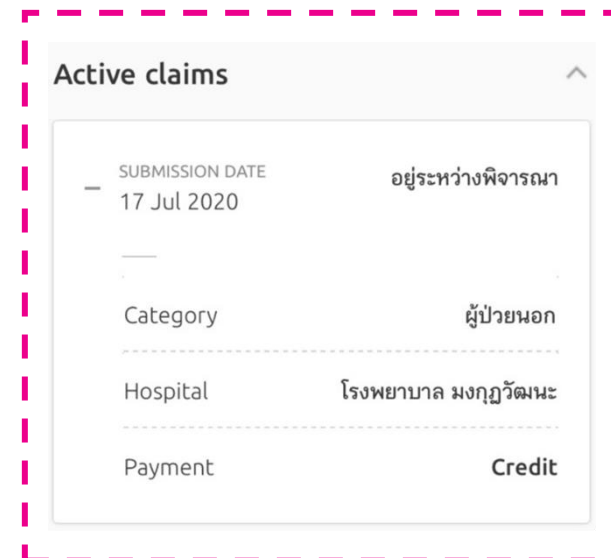 Active claims
SUBMISSION DATE
อยู่ระหว่างพิจารณา
17 Jul 2020
Category ผู้ป่วยนอก
Hospital โรงพยาบาล มงกุฎวัฒนะ
Payment Credit